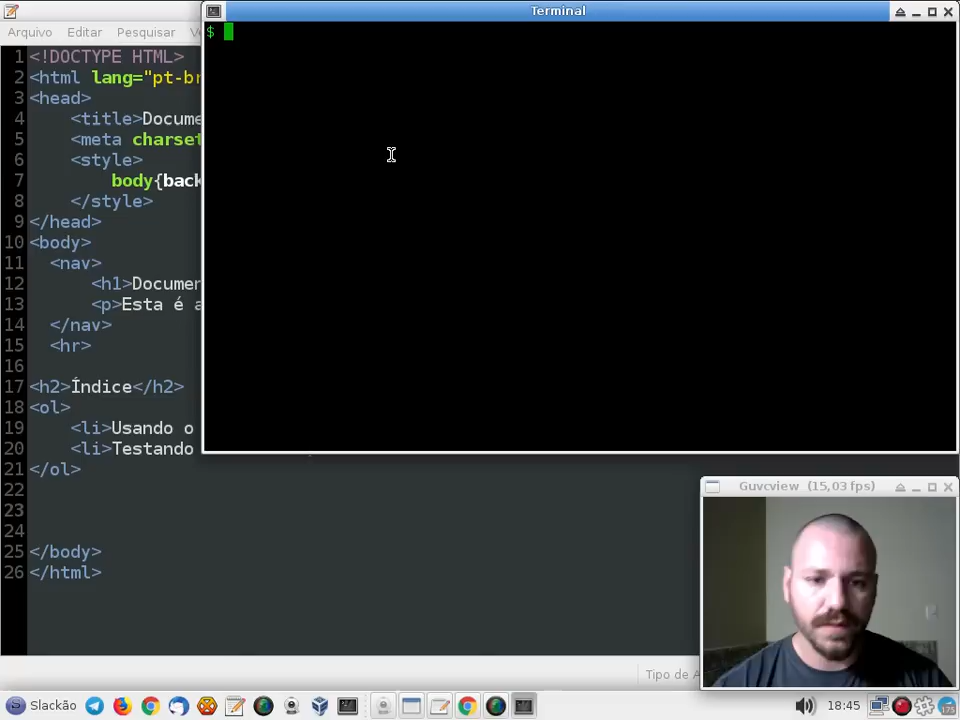 Terminal
Arquivo Editar Pesquisar
$
1 <!DOCTYPE HTML>
2 <html lang="pt-br
3 <head>
4 <title>Docume
5 <meta charset
6 <style>
7 body{back
8 </style>
9 </head>
10 <body>
11 <nav>
12 <h1>Documen
13 <p>Esta é a
14 </nav>
15 <hr>
16
17 <h2>Índice</h2>
18 <ol>
19 <li>Usando o
20 <li>Testando
21 </ol>
22
23
24
25 </body>
26 </html>
Guvcview (15,03 fps)
Tipo de A
Slackão
18:45